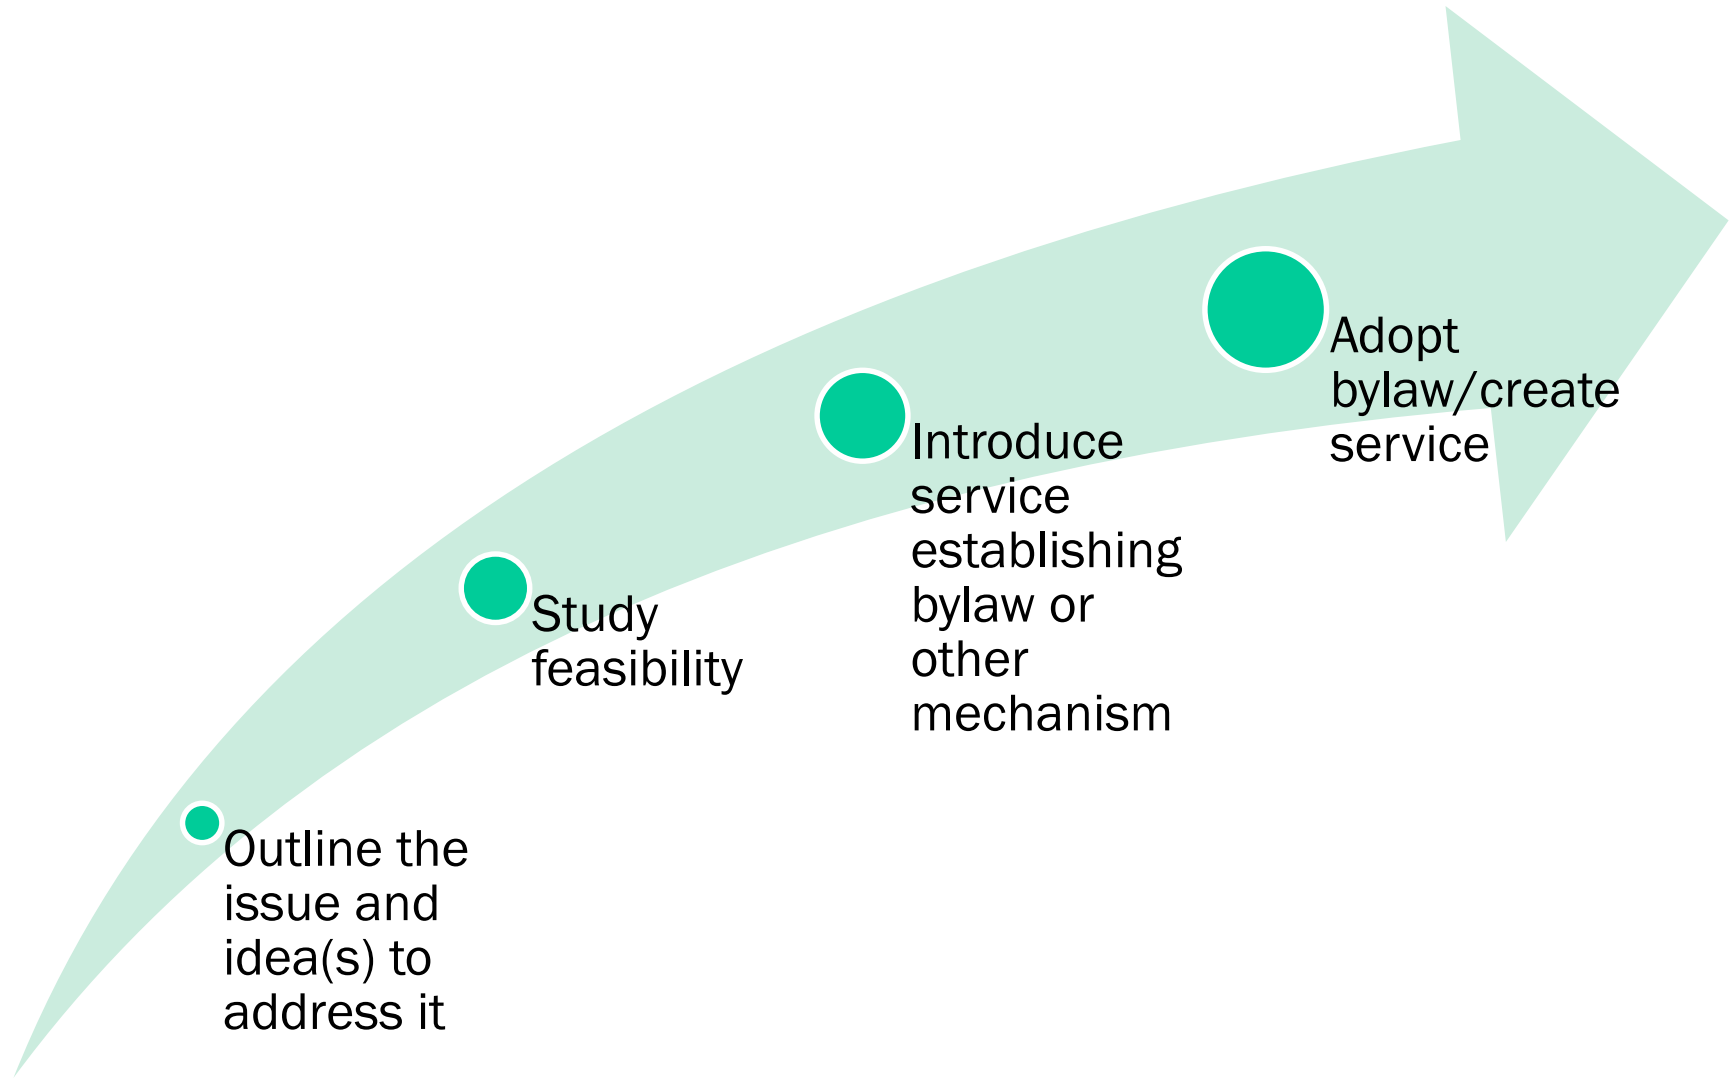 Outline the
issue and
idea(s) to
address it
Study
feasibility
Introduce
service
establishing
bylaw or
other
mechanism
Adopt
bylaw/create
service